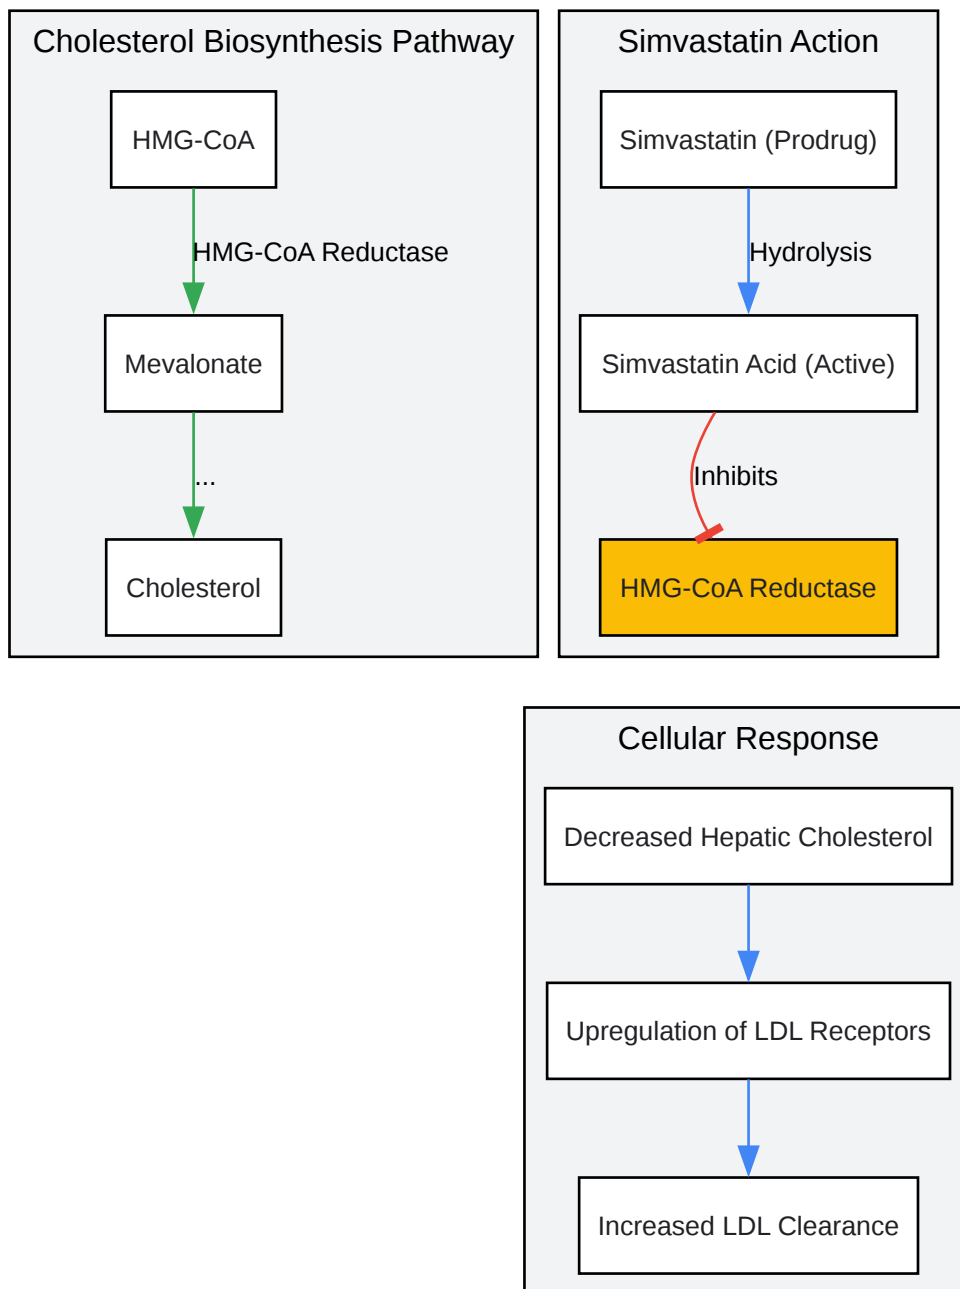 Cholesterol Biosynthesis Pathway
HMG-CoA
HMG-CoA Reductase
Mevalonate
...
Cholesterol
Simvastatin Action
Simvastatin (Prodrug)
Hydrolysis
Simvastatin Acid (Active)
Inhibits
HMG-CoA Reductase
Cellular Response
Decreased Hepatic Cholesterol
Upregulation of LDL Receptors
Increased LDL Clearance